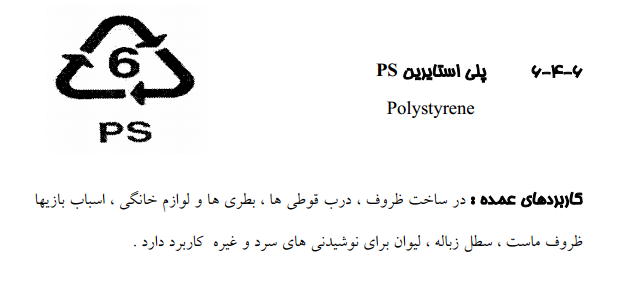 6
PS
۶-۴-۶ پلی استایرین PS
Polystyrene
کاربردهای عمده : در ساخت ظروف ، درب قوطی ها ، بطری ها و لوازم خانگی ، اسباب بازیها
ظروف ماست ، سطل زباله ، لیوان برای نوشیدنی های سرد و غیره کاربرد دارد .